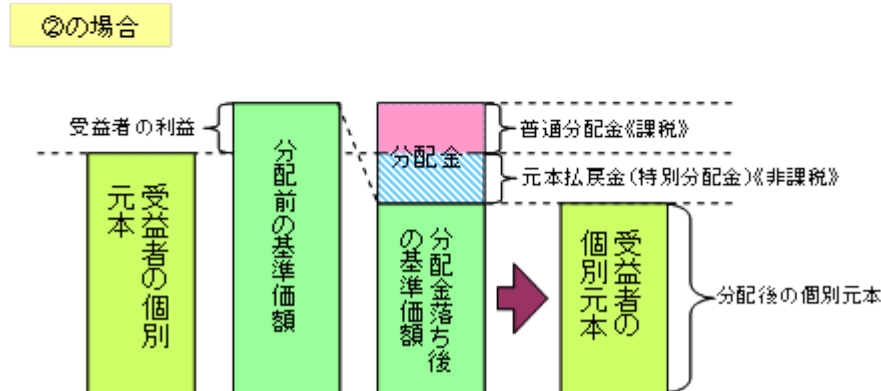 ②の場合
受益者の利益
普通分配金《課税》
分配金
元本払戻金(特別分配金)《非課税》
受益者の個別
元本
分配前の基準価額
分配金落ち後
の基準価額
受益者の
個別元本
分配後の個別元本